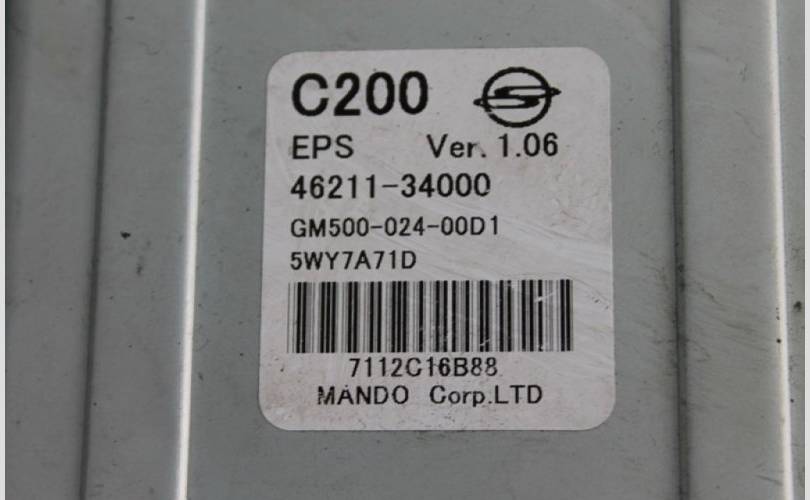 C200
EPS Ver. 1.06
46211-34000
GM500-024-00D1
5WY7A71D
7112C16B88
MANDO Corp.LTD